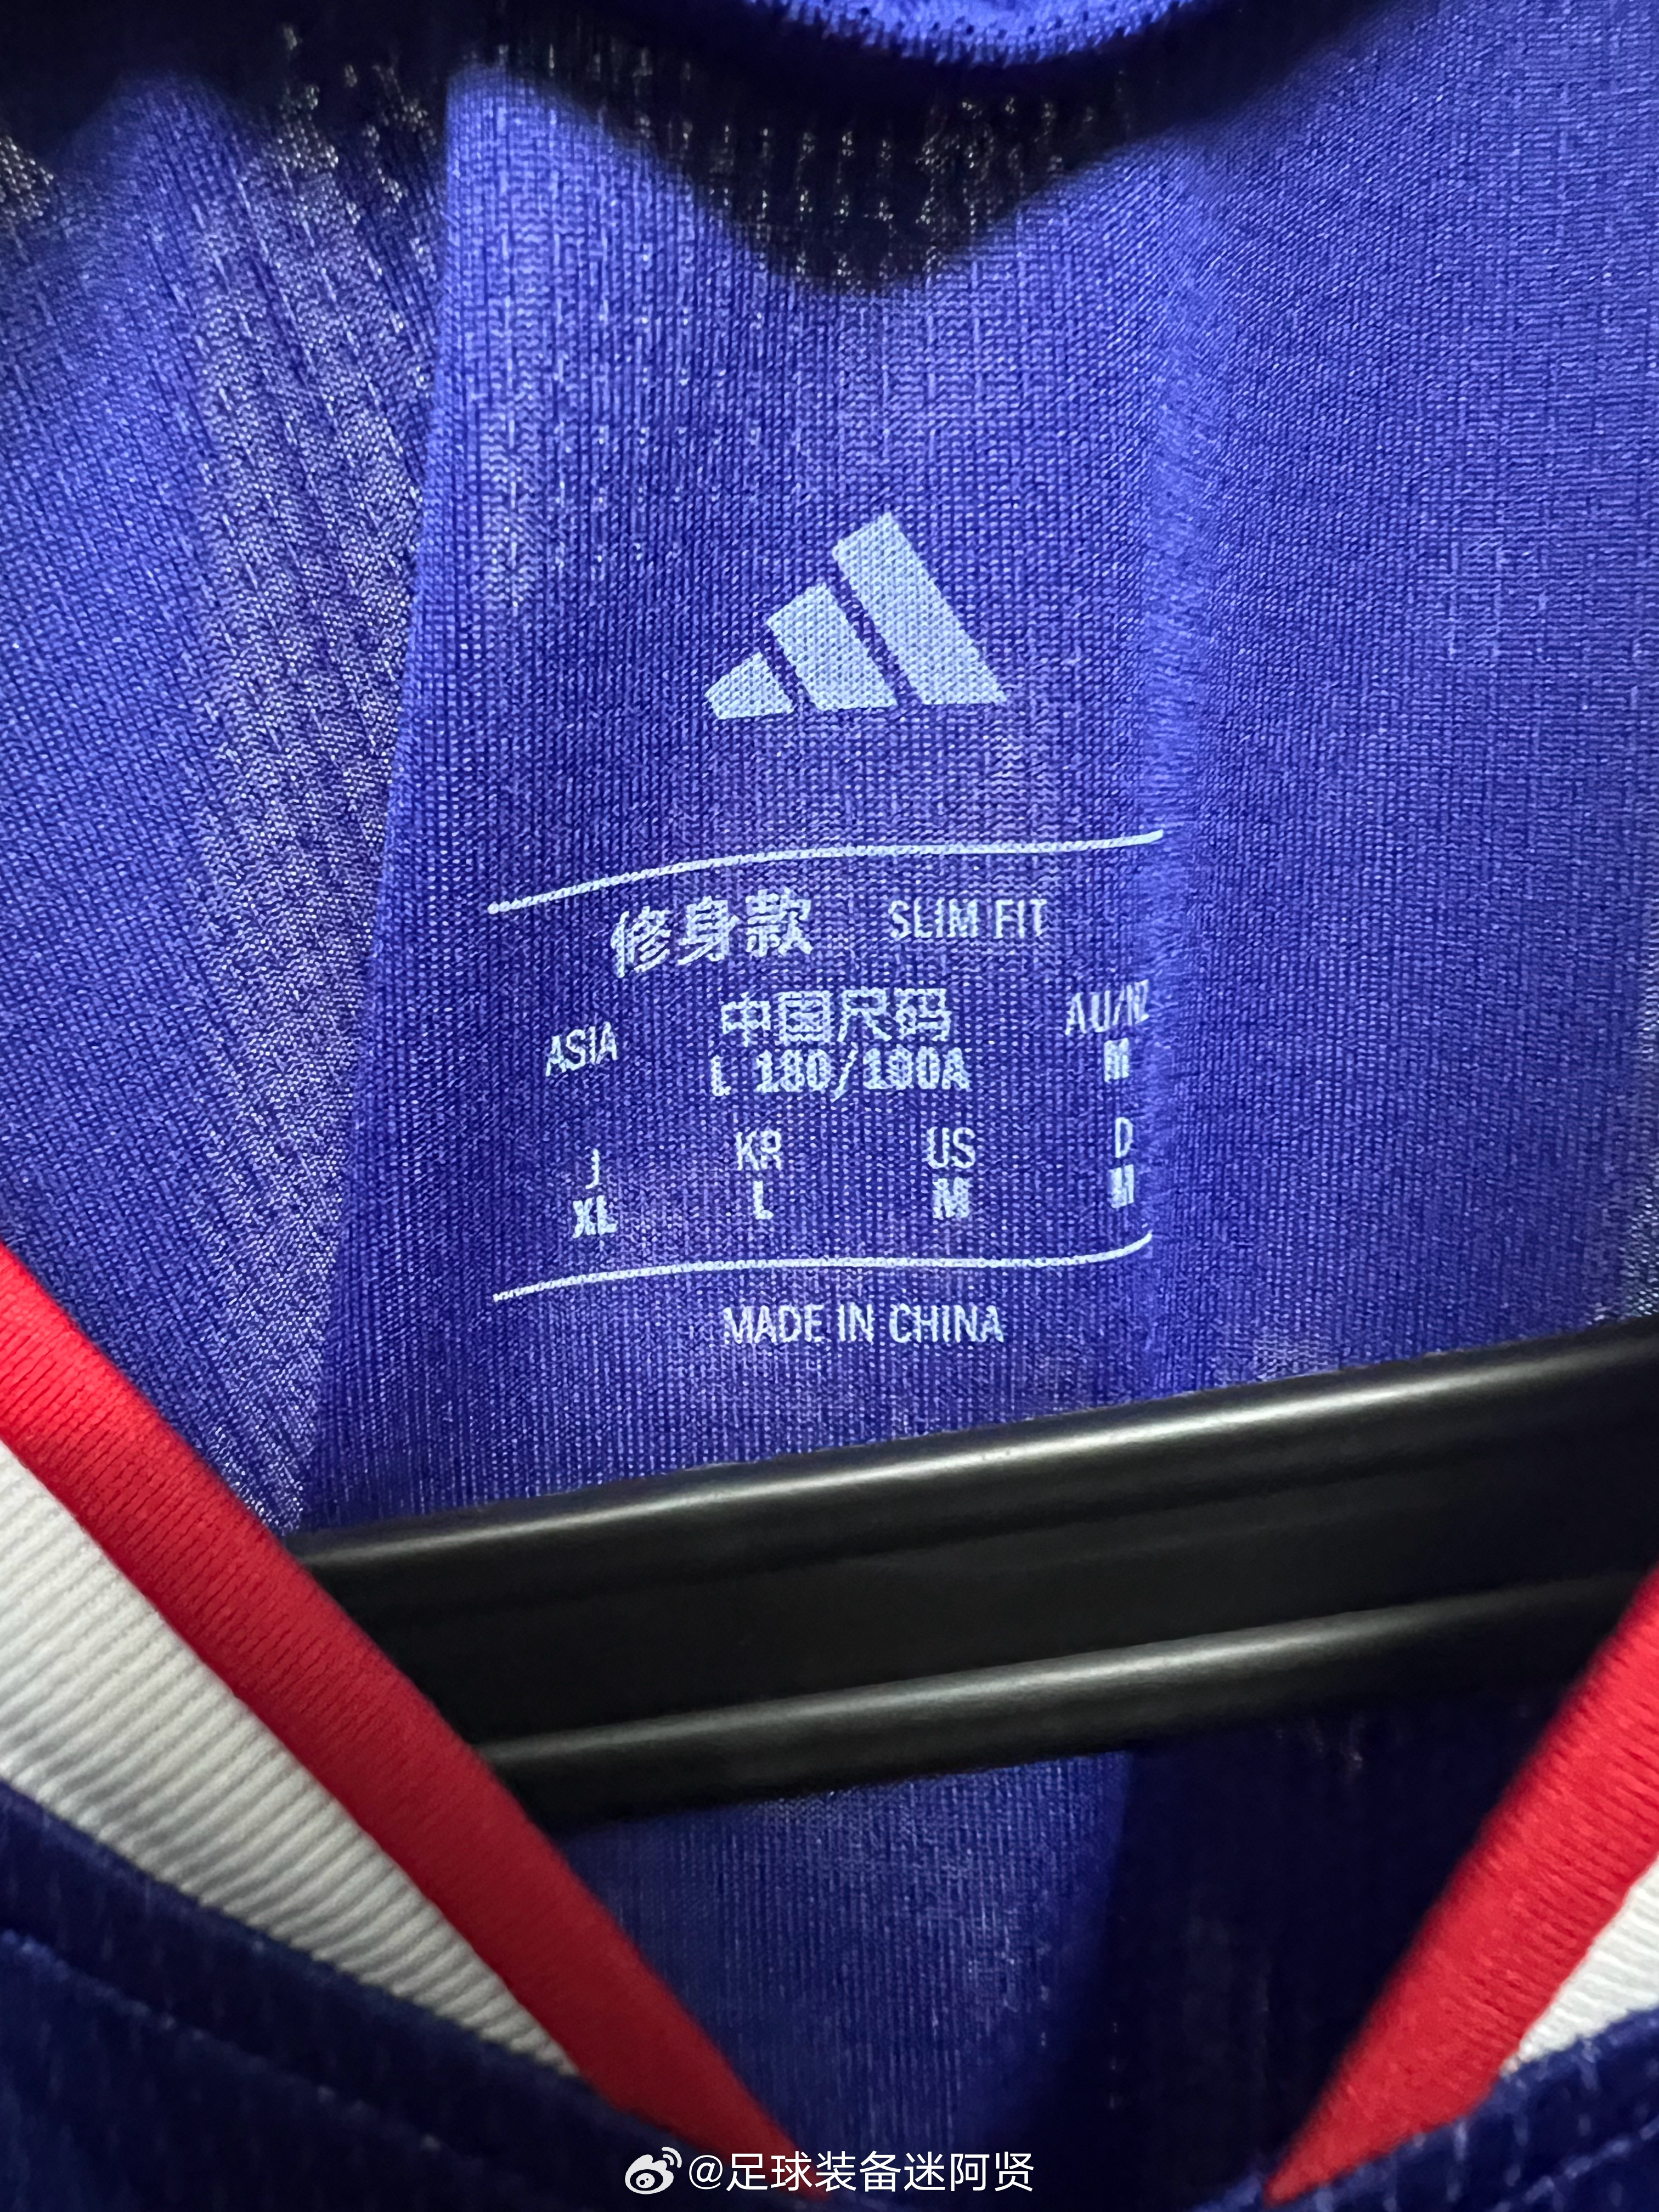 修身款 SLIM FIT
ASIA 中国尺码 AU/NZ
L 180/100A M
J KR US D
XL L M M
MADE IN CHINA
@足球装备迷阿贤